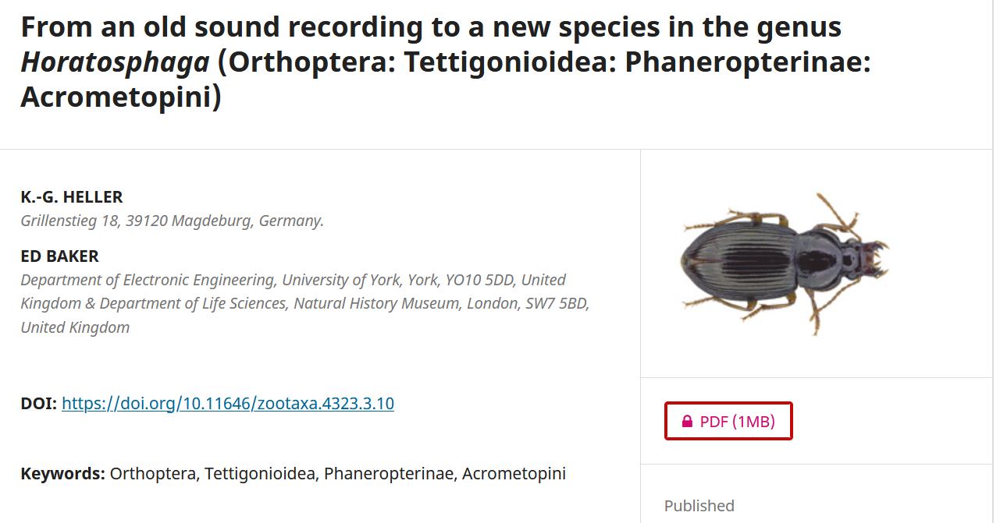 From an old sound recording to a new species in the genus
Horatosphaga (Orthoptera: Tettigonioidea: Phaneropterinae:
Acrometopini)
K.-G. HELLER
Grillenstieg 18, 39120 Magdeburg, Germany.
ED BAKER
Department of Electronic Engineering, University of York, York, YO10 5DD, United
Kingdom & Department of Life Sciences, Natural History Museum, London, SW7 5BD,
United Kingdom
DOI: https://doi.org/10.11646/zootaxa.4323.3.10
Keywords: Orthoptera, Tettigonioidea, Phaneropterinae, Acrometopini
PDF (1MB)
Published